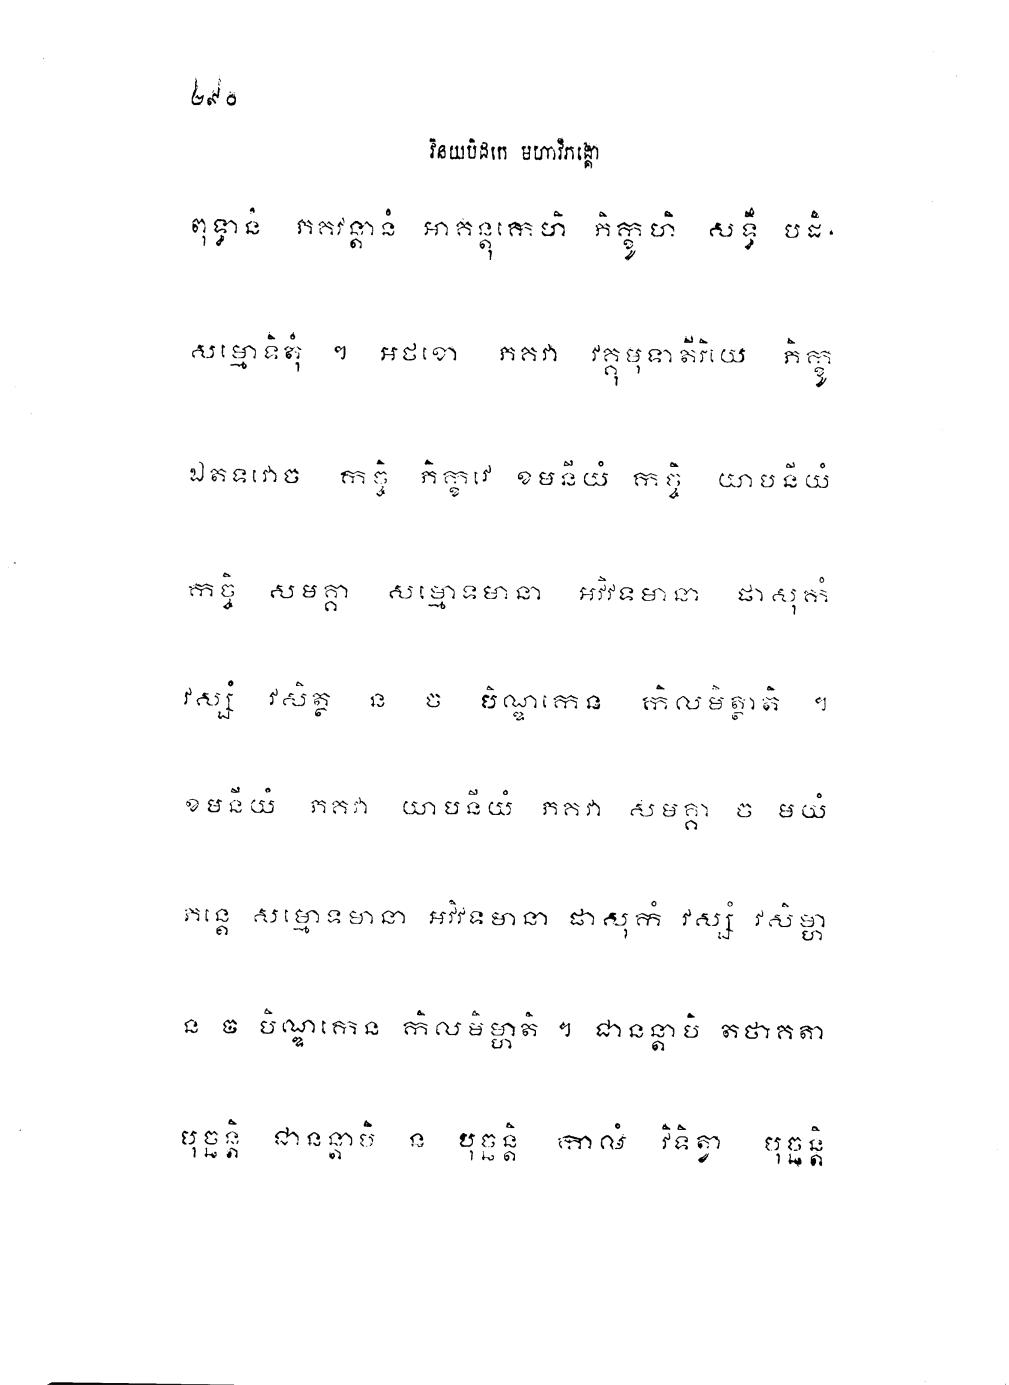 ២៩០
វិនយបិដកេ មហាវិភង្គោ
ពុទ្ធានំ ភគវន្តានំ អាគន្តុកេហិ ភិក្ខូហិ សទ្ធឹ បដិ-
សម្មោទិតុំ ។ អថខោ ភគវា វគ្គុមុទាតីរិយេ ភិក្ខូ
ឯតទវោច កច្ចិ ភិក្ខវេ ខមនីយំ កច្ចិ យាបនីយំ
កច្ចិ សមគ្គា សម្មោទមានា អវិវទមានា ផាសុកំ
វស្សំ វសិត្ថ ន ច បិណ្ឌកេន កិលមិត្ថាតិ ។
ខមនីយំ ភគវា យាបនីយំ ភគវា សមគ្គា ច មយំ
ភន្តេ សម្មោទមានា អវិវទមានា ផាសុកំ វស្សំ វសិម្ហា
ន ច បិណ្ឌកេន កិលមិម្ហាតិ ។ ជានន្តាបិ តថាគតា
បុច្ឆន្តិ ជានន្តាបិ ន បុច្ឆន្តិ កាលំ វិទិត្វា បុច្ឆន្តិ